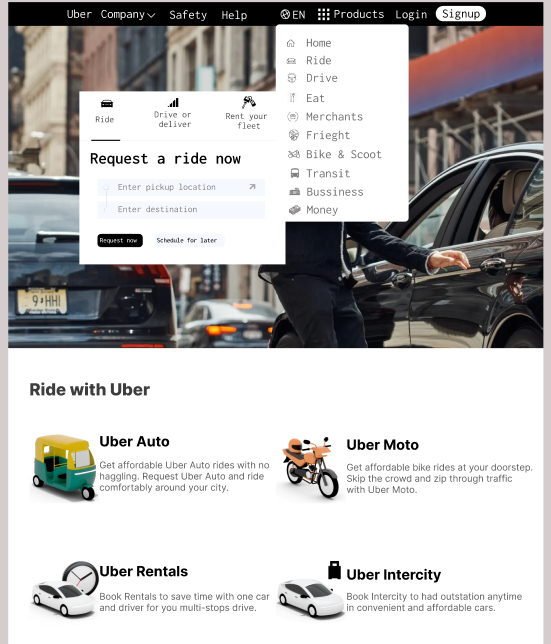 Uber Company Safety Help EN Products Login Signup
Home
Ride
Drive
Eat
Merchants
Frieght
Bike & Scoot
Transit
Bussiness
Money
Ride
Drive or
deliver
Rent your
fleet
Request a ride now
Enter pickup location
Enter destination
Request now Schedule for later
Ride with Uber
Uber Auto
Get affordable Uber Auto rides with no
haggling. Request Uber Auto and ride
comfortably around your city.
Uber Moto
Get affordable bike rides at your doorstep.
Skip the crowd and zip through traffic
with Uber Moto.
Uber Rentals
Book Rentals to save time with one car
and driver for you multi-stops drive.
Uber Intercity
Book Intercity to had outstation anytime
in convenient and affordable cars.